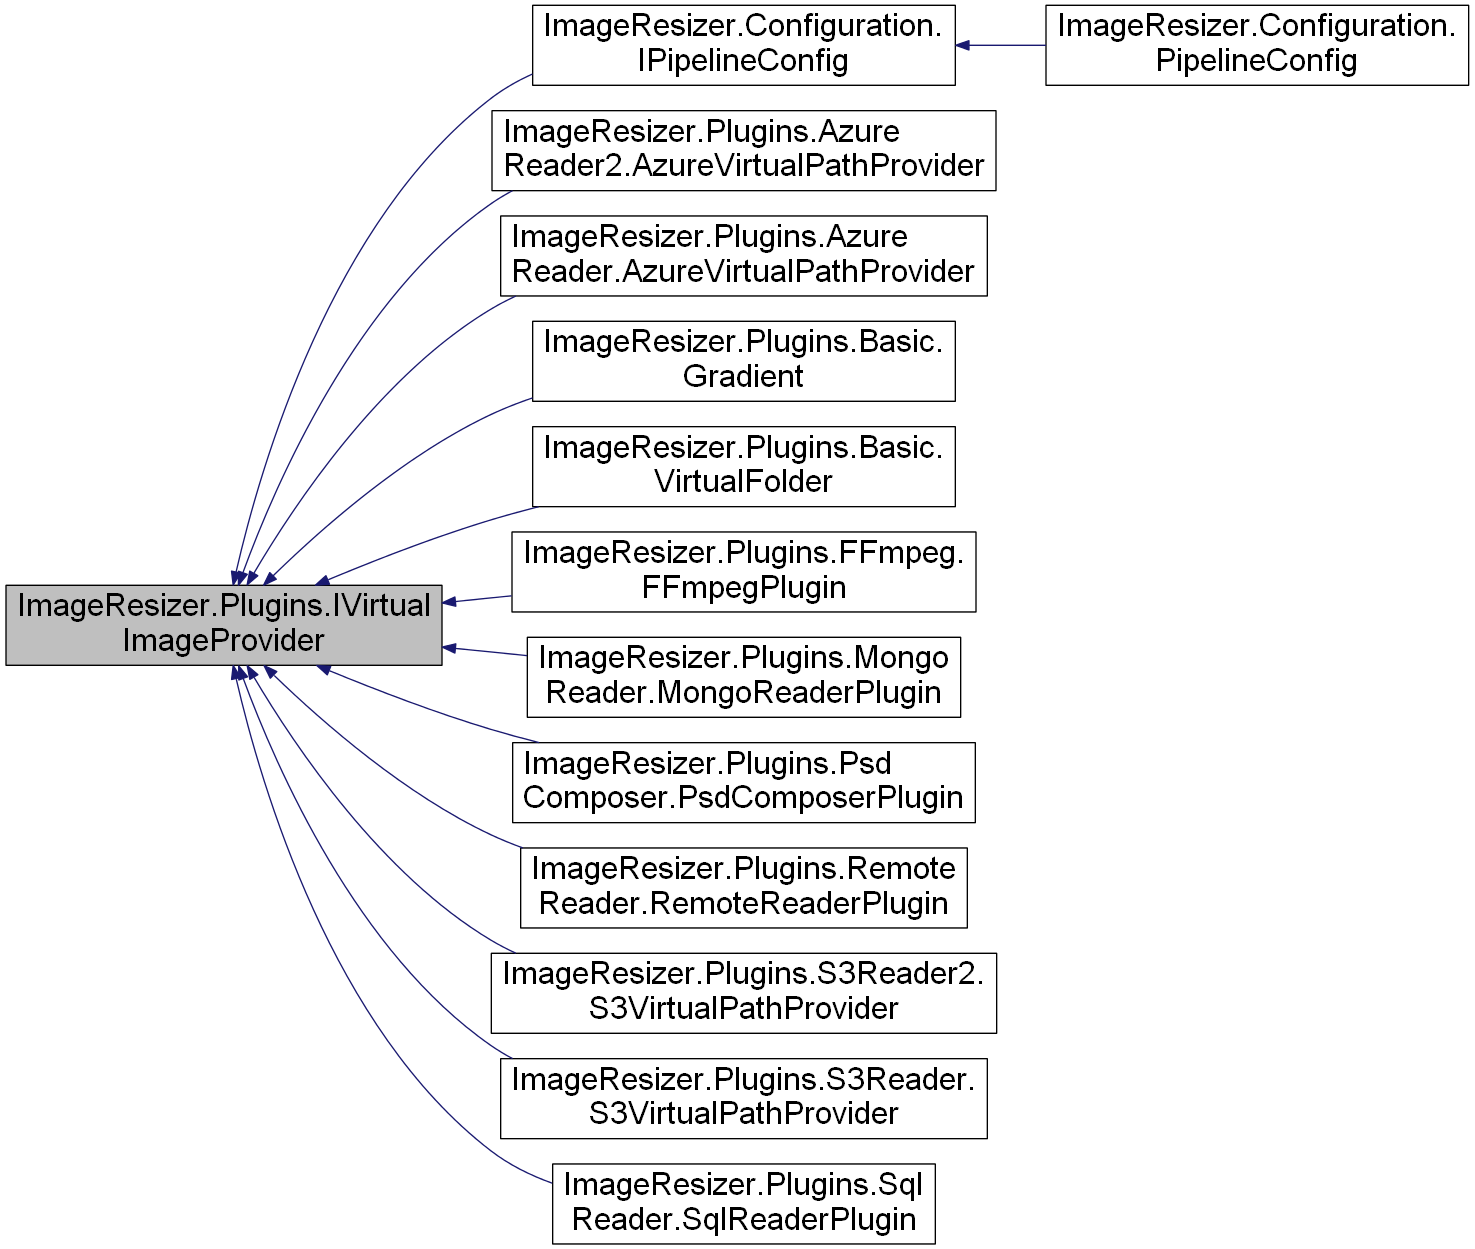 ImageResizer.Configuration.
IPipelineConfig
ImageResizer.Configuration.
PipelineConfig
ImageResizer.Plugins.Azure
Reader2.AzureVirtualPathProvider
ImageResizer.Plugins.Azure
Reader.AzureVirtualPathProvider
ImageResizer.Plugins.Basic.
Gradient
ImageResizer.Plugins.Basic.
VirtualFolder
ImageResizer.Plugins.FFmpeg.
FFmpegPlugin
ImageResizer.Plugins.IVirtual
ImageProvider
ImageResizer.Plugins.Mongo
Reader.MongoReaderPlugin
ImageResizer.Plugins.Psd
Composer.PsdComposerPlugin
ImageResizer.Plugins.Remote
Reader.RemoteReaderPlugin
ImageResizer.Plugins.S3Reader2.
S3VirtualPathProvider
ImageResizer.Plugins.S3Reader.
S3VirtualPathProvider
ImageResizer.Plugins.Sql
Reader.SqlReaderPlugin